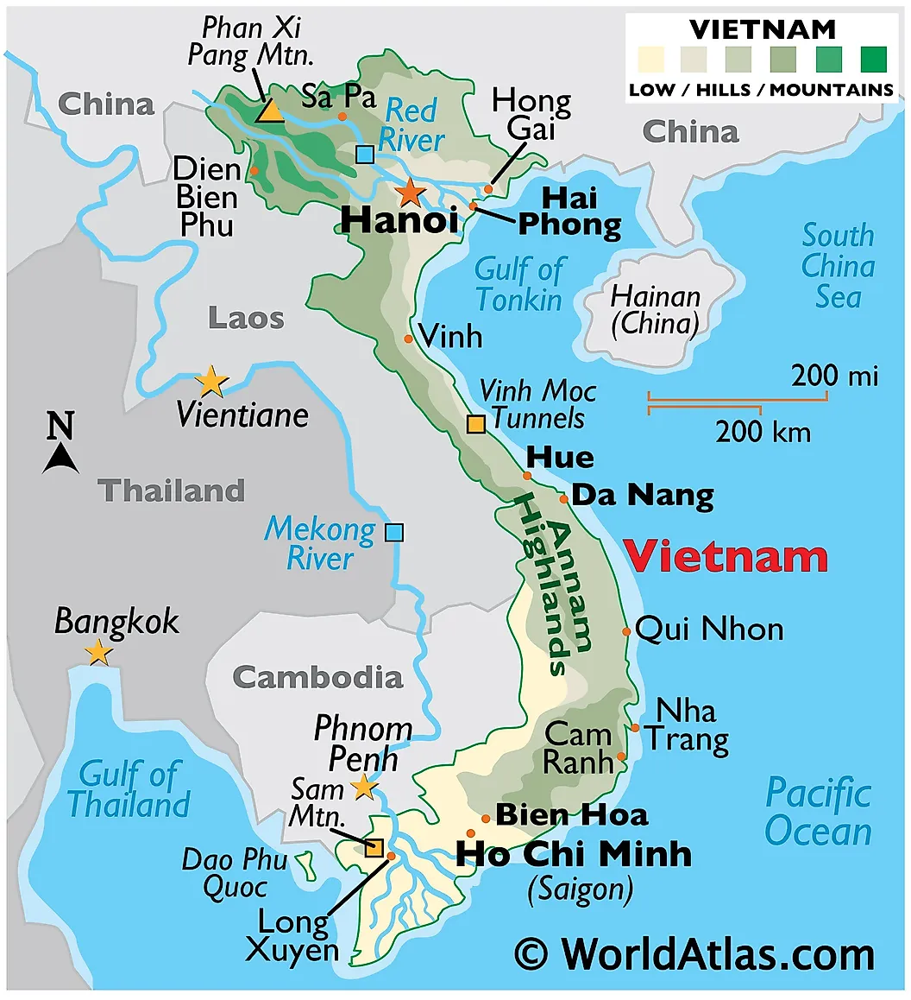 VIETNAM
LOW / HILLS / MOUNTAINS
Phan Xi
Pang Mtn.
China
Sa Pa
Red
River
Hong
Gai
China
Dien
Bien
Phu
Hanoi
Hai
Phong
Gulf of
Tonkin
South
China
Sea
Hainan
(China)
Laos
Vinh
200 mi
200 km
Vientiane
Vinh Moc
Tunnels
N
Hue
Thailand
Da Nang
Mekong
River
Annam
Highlands
Vietnam
Bangkok
Qui Nhon
Cambodia
Nha
Trang
Phnom
Penh
Cam
Ranh
Gulf of
Thailand
Sam
Mtn.
Pacific
Ocean
Bien Hoa
Ho Chi Minh
(Saigon)
Dao Phu
Quoc
Long
Xuyen
© WorldAtlas.com